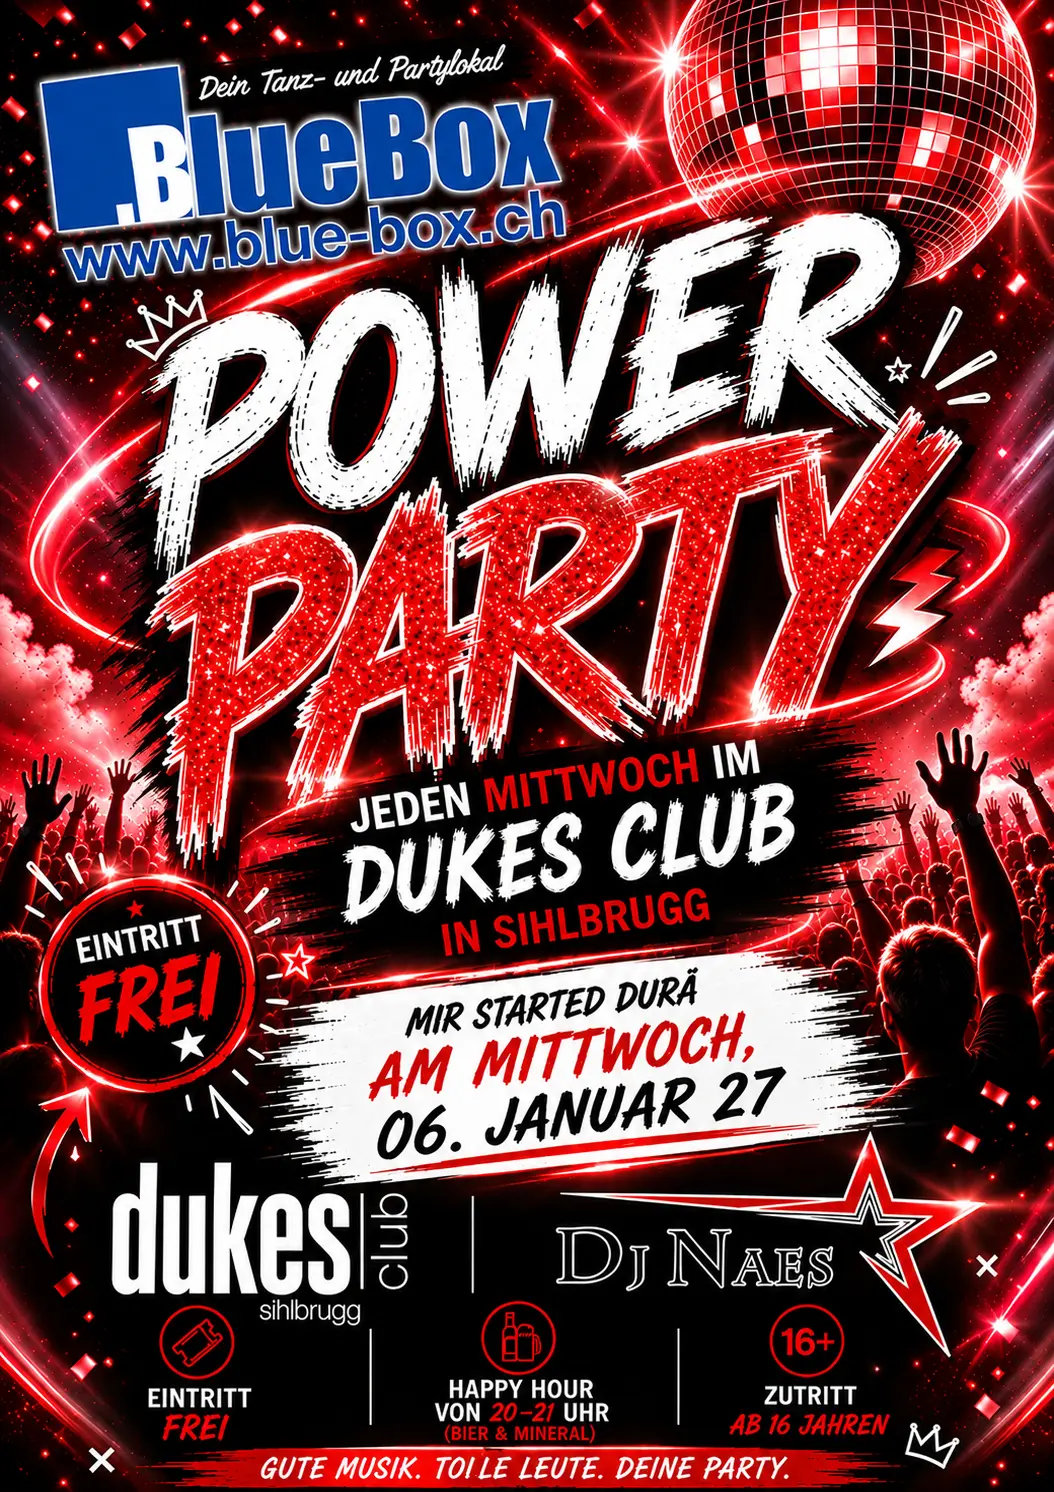 Dein Tanz- und Partylokal
.BlueBox
www.blue-box.ch
POWER
PARTY
JEDEN MITTWOCH IM
DUKES CLUB
IN SIHLBRUGG
EINTRITT
FREI
MIR STARTED DURÄ
AM MITTWOCH,
06. JANUAR 27
dukes club
sihlbrugg
DJ NAES
EINTRITT
FREI
HAPPY HOUR
VON 20-21 UHR
(BIER & MINERAL)
16+
ZUTRITT
AB 16 JAHREN
GUTE MUSIK. TOLLE LEUTE. DEINE PARTY.